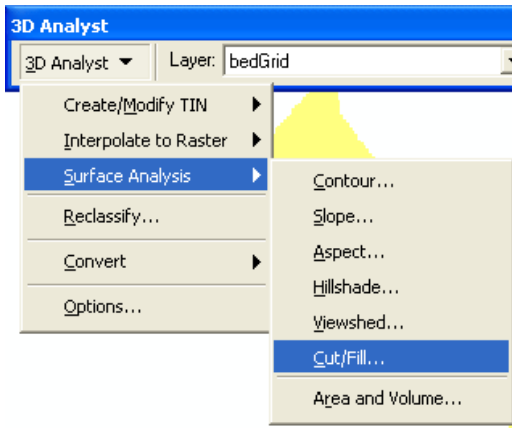 3D Analyst
3D Analyst Layer: bedGrid
Create/Modify TIN
Interpolate to Raster
Surface Analysis
Reclassify...
Convert
Options...
Contour...
Slope...
Aspect...
Hillshade...
Viewshed...
Cut/Fill...
Area and Volume...